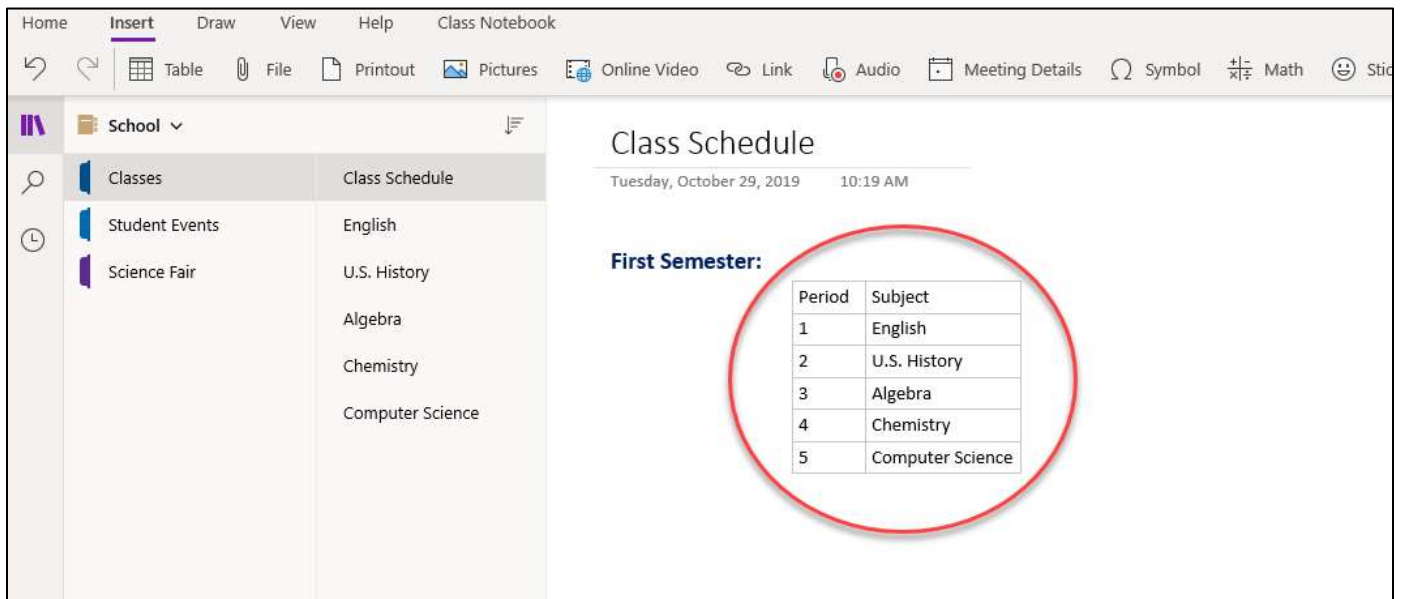 Home Insert Draw View Help Class Notebook
Table File Printout Pictures Online Video Link Audio Meeting Details Symbol Math
School
Classes
Student Events
Science Fair
Class Schedule
English
U.S. History
Algebra
Chemistry
Computer Science
Class Schedule
Tuesday, October 29, 2019 10:19 AM
First Semester:
Period Subject
1 English
2 U.S. History
3 Algebra
4 Chemistry
5 Computer Science